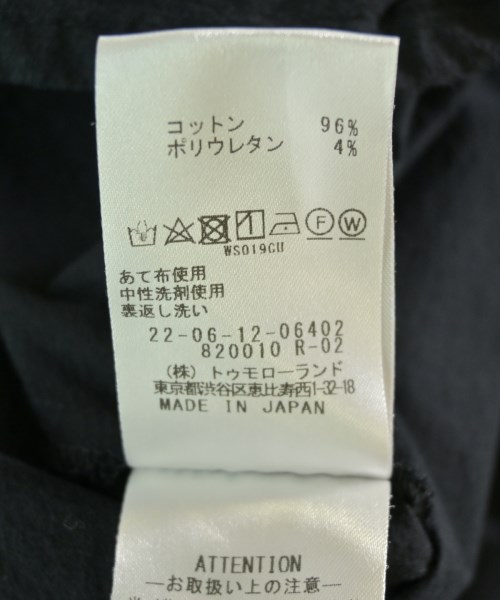 コットン 96%
ポリウレタン 4%
F W
WS019GU
あて布使用
中性洗剤使用
裏返し洗い
22-06-12-06402
820010 R-02
(株) トゥモローランド
東京都渋谷区恵比寿西1-32-18
MADE IN JAPAN
ATTENTION
―お取扱い上の注意―